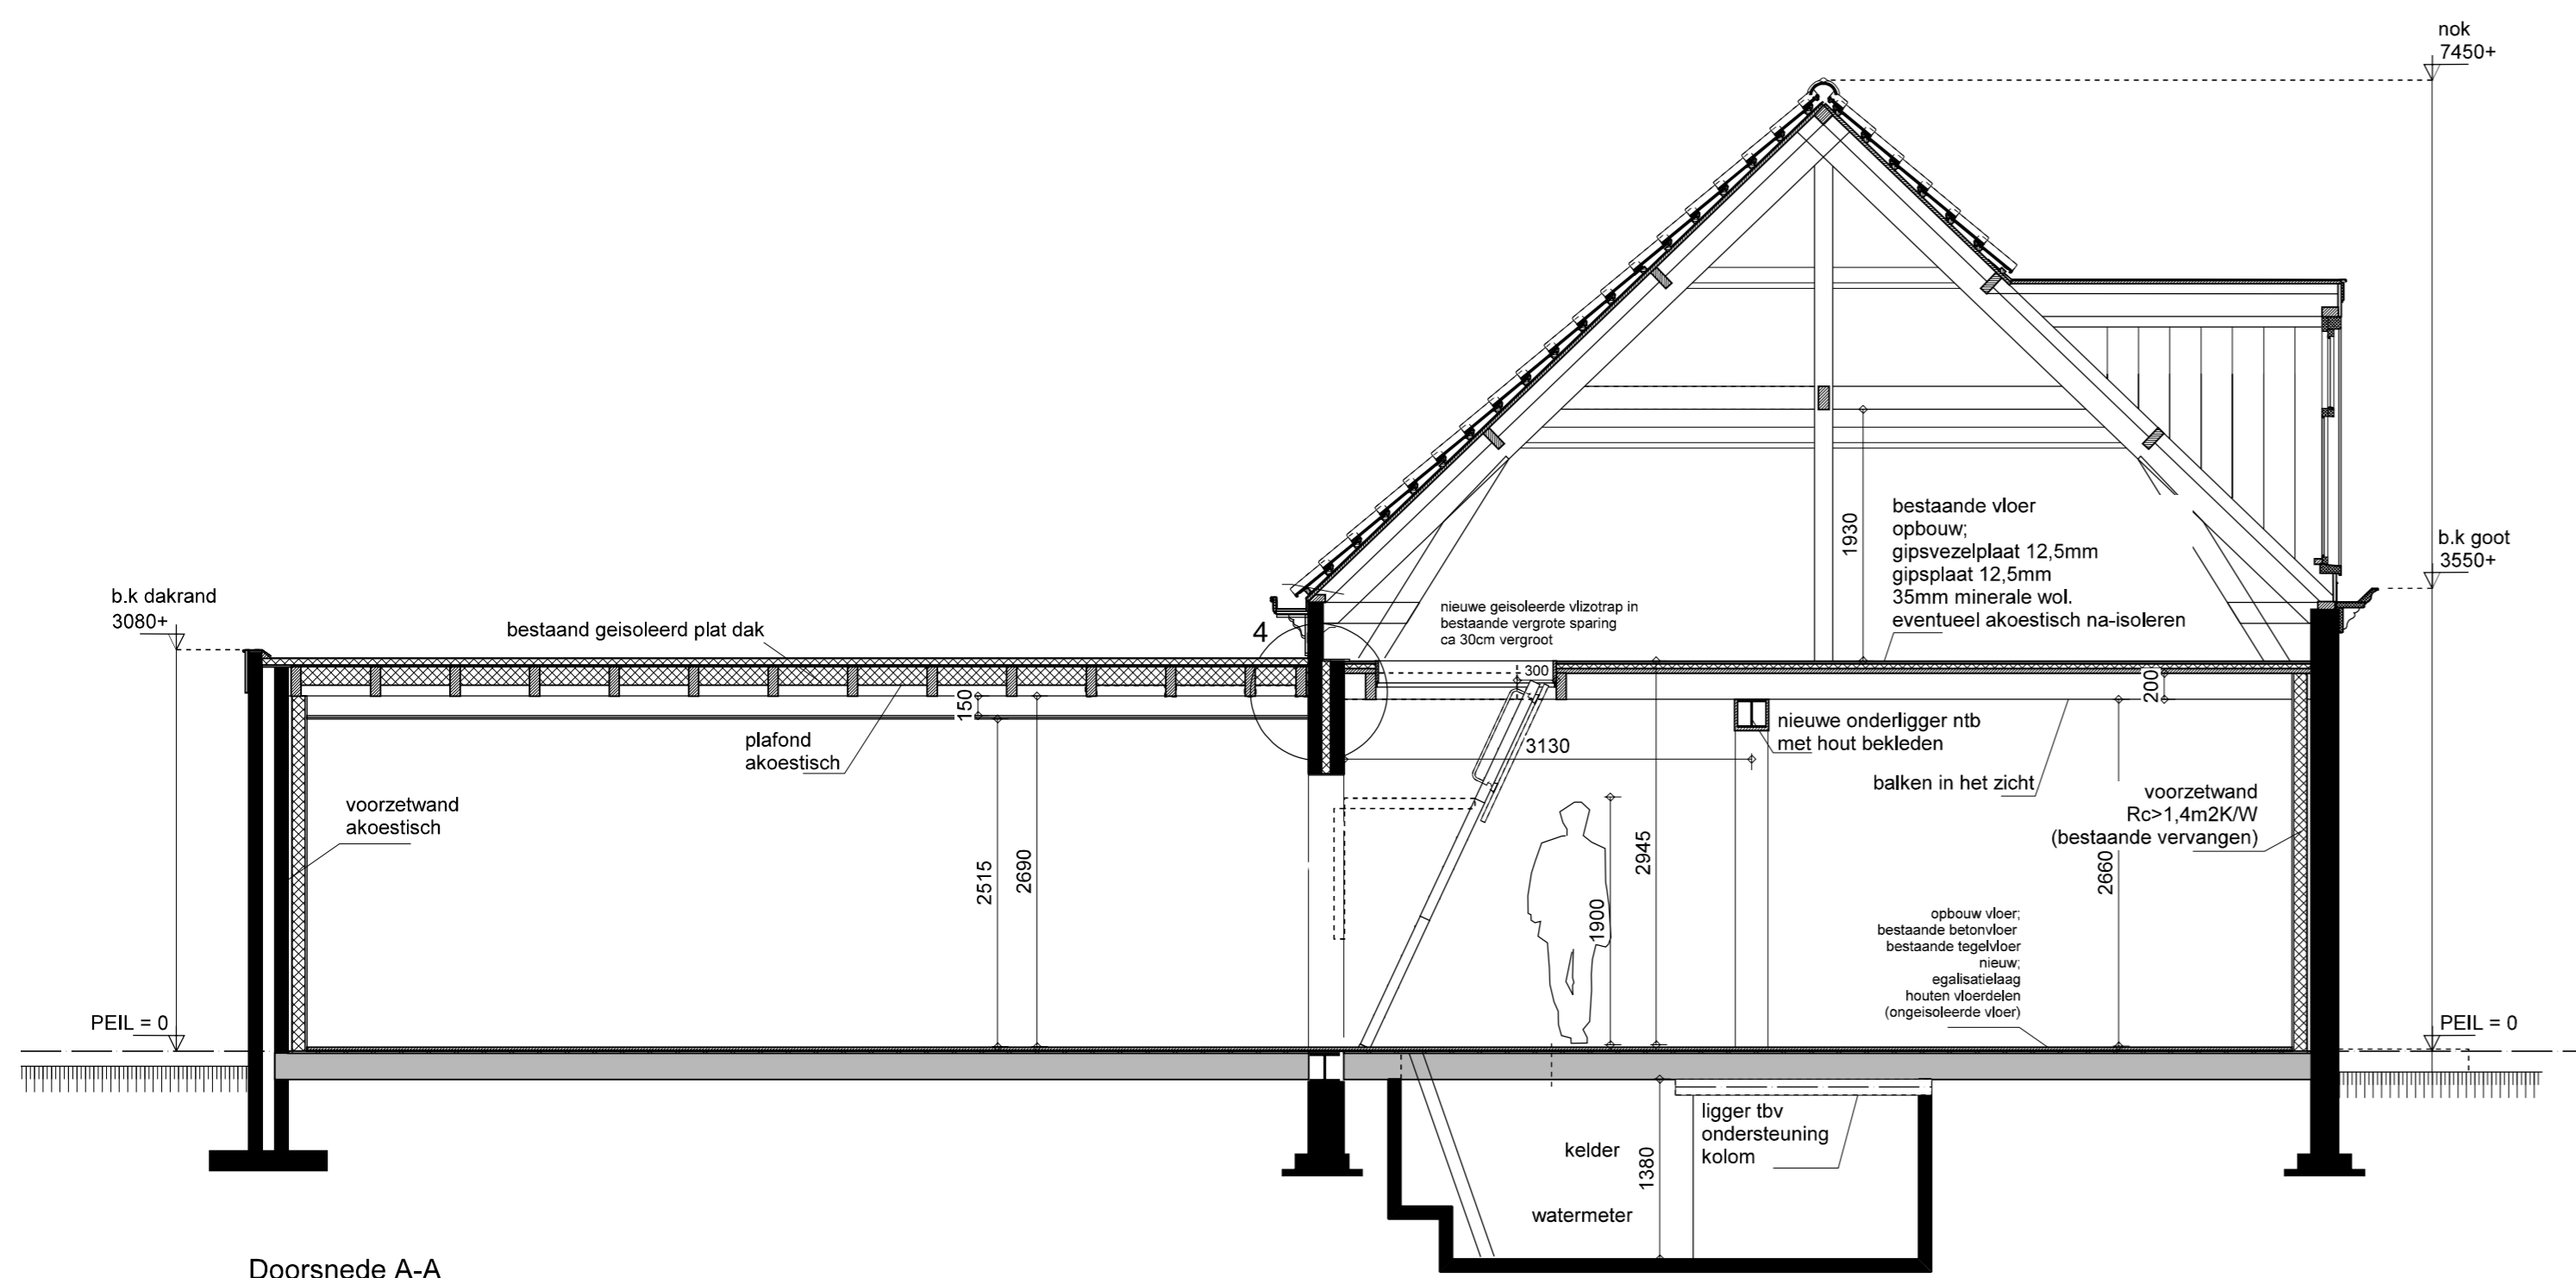 nok
7450+
b.k goot
3550+
b.k dakrand
3080+
bestaand geisoleerd plat dak
4
nieuwe geisoleerde vlizotrap in
bestaande vergrote sparing
ca 30cm vergroot
1930
bestaande vloer
opbouw;
gipsvezelplaat 12,5mm
gipsplaat 12,5mm
35mm minerale wol.
eventueel akoestisch na-isoleren
300
150
200
plafond
akoestisch
nieuwe onderligger ntb
met hout bekleden
3130
balken in het zicht
voorzetwand
akoestisch
voorzetwand
Rc>1,4m2K/W
(bestaande vervangen)
2515
2690
1900
2945
2660
opbouw vloer;
bestaande betonvloer
bestaande tegelvloer
nieuw;
egalisatielaag
houten vloerdelen
(ongeisoleerde vloer)
PEIL = 0
PEIL = 0
ligger tbv
ondersteuning
kolom
kelder
1380
watermeter
Doorsnede A-A